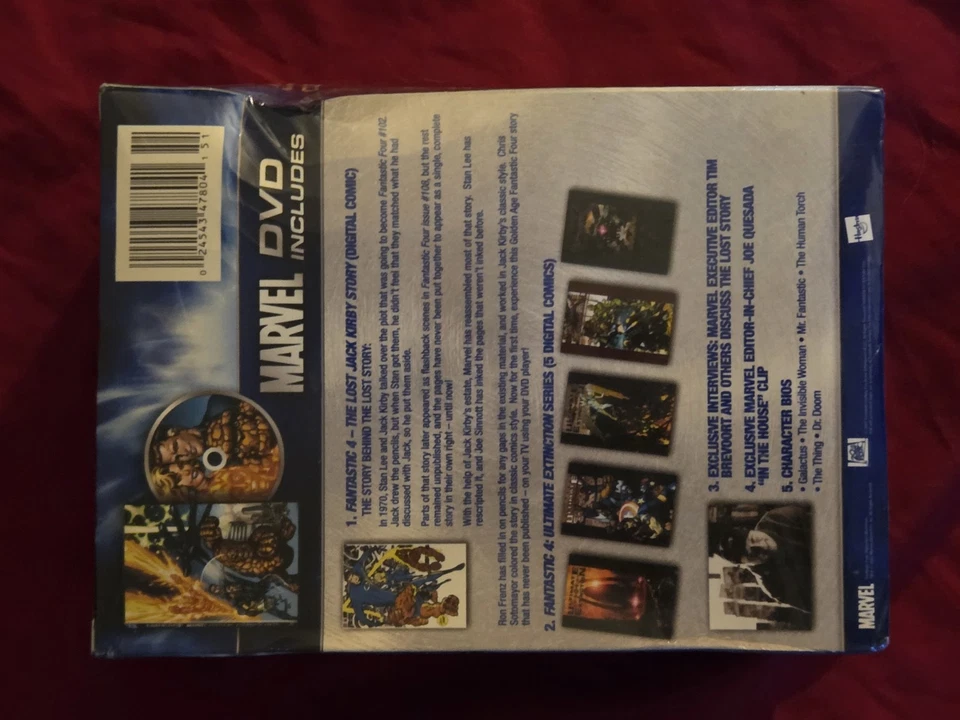 0 24543 47804 1 51
MARVEL DVD
INCLUDES
1. FANTASTIC 4 – THE LOST JACK KIRBY STORY (DIGITAL COMIC)
THE STORY BEHIND THE LOST STORY:
In 1970, Stan Lee and Jack Kirby talked over the plot that was going to become Fantastic Four #102.
Jack drew the pencils, but when Stan got them, he didn't feel that they matched what he had
discussed with Jack, so he put them aside.
Parts of that story later appeared as flashback scenes in Fantastic Four Issue #108, but the rest
remained unpublished, and the pages have never been put together to appear as a single, complete
story in their own right – until now!
With the help of Jack Kirby's estate, Marvel has reassembled most of that story. Stan Lee has
rescripted it, and Joe Sinnott has inked the pages that weren't inked before.
Ron Frenz has filled in on pencils for any gaps in the existing material, and worked in Jack Kirby's classic style. Chris
Sotomayor colored the story in classic comics style. Now for the first time, experience this Golden Age Fantastic Four story
that has never been published – on your TV using your DVD player!
2. FANTASTIC 4: ULTIMATE EXTINCTION SERIES (5 DIGITAL COMICS)
3. EXCLUSIVE INTERVIEWS: MARVEL EXECUTIVE EDITOR TIM
BREVOORT AND OTHERS DISCUSS THE LOST STORY
4. EXCLUSIVE MARVEL EDITOR-IN-CHIEF JOE QUESADA
"IN THE HOUSE" CLIP
5. CHARACTER BIOS
• Galactus • The Invisible Woman • Mr. Fantastic • The Human Torch
• The Thing • Dr. Doom
MARVEL
Hasbro